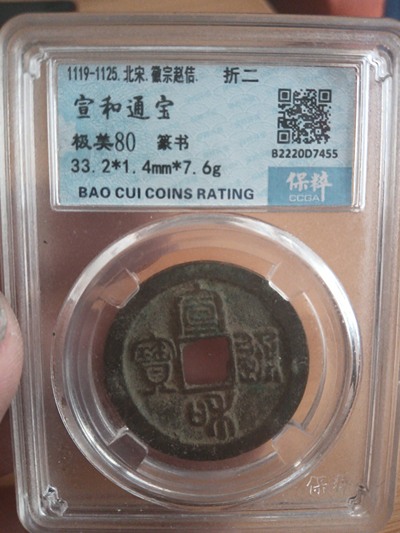 1119-1125.北宋.徽宗赵佶. 折二
宣和通宝
极美80 篆书
33.2*1.4mm*7.6g
B2220D7455
BAO CUI COINS RATING
保粹
CCGA
宣
寶 通
和
保粹